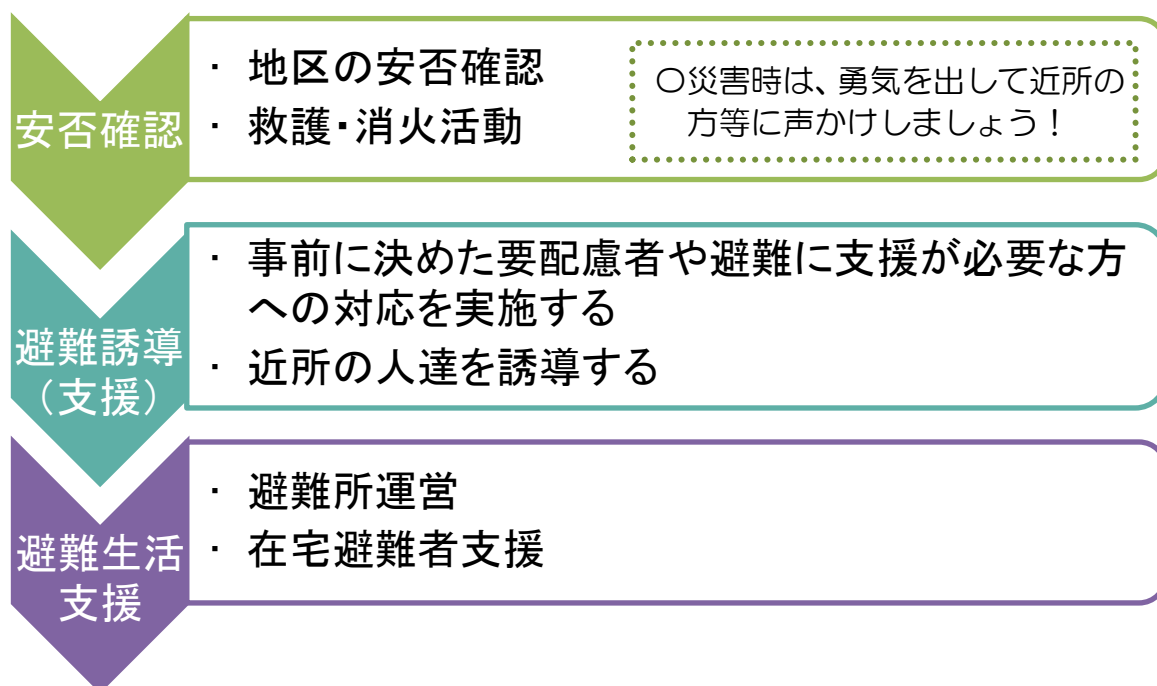 安否確認
・ 地区の安否確認
・ 救護・消火活動
〇災害時は、勇気を出して近所の
方等に声かけしましょう！
避難誘導
（支援）
・ 事前に決めた要配慮者や避難に支援が必要な方
への対応を実施する
・ 近所の人達を誘導する
避難生活
支援
・ 避難所運営
・ 在宅避難者支援